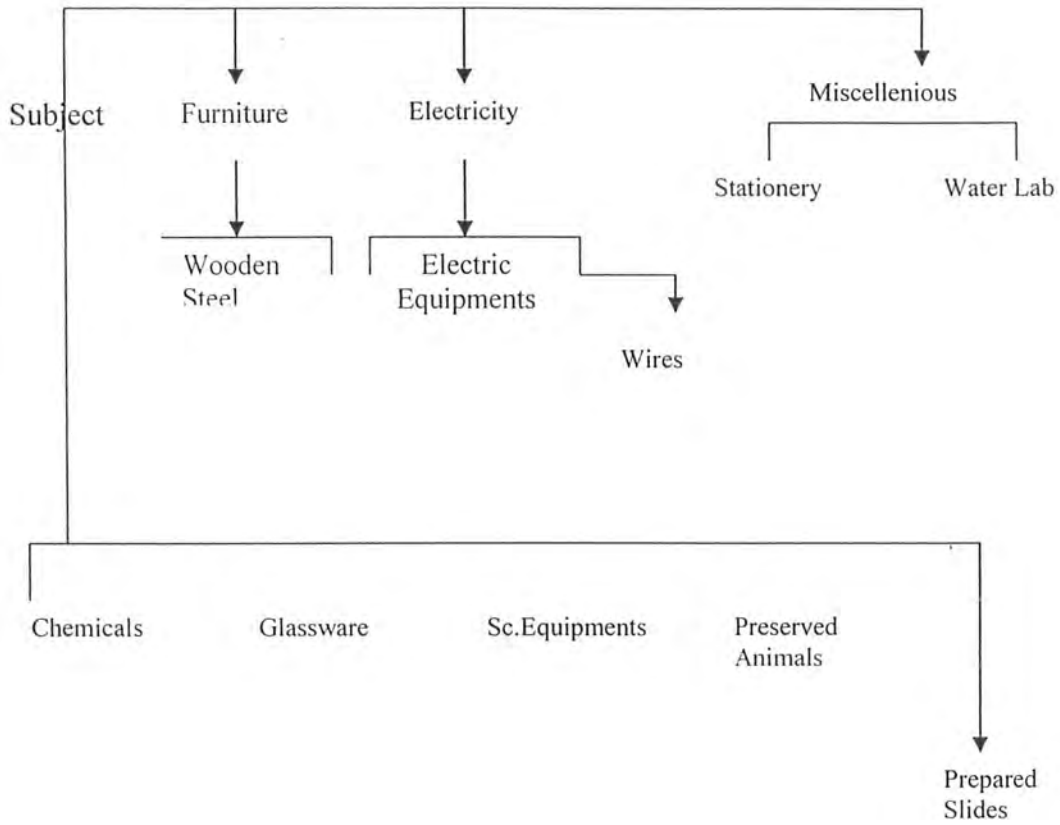 Subject
Furniture
Electricity
Miscellenious
Stationery
Water Lab
Wooden
Steel
Electric
Equipments
Wires
Chemicals
Glassware
Sc.Equipments
Preserved
Animals
Prepared
Slides